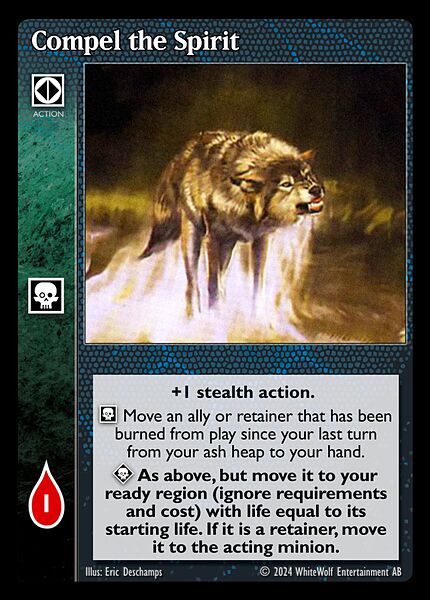 Compel the Spirit
ACTION
+1 stealth action.
Move an ally or retainer that has been
burned from play since your last turn
from your ash heap to your hand.
As above, but move it to your
ready region (ignore requirements
and cost) with life equal to its
starting life. If it is a retainer, move
it to the acting minion.
1
Illus: Eric Deschamps © 2024 WhiteWolf Entertainment AB